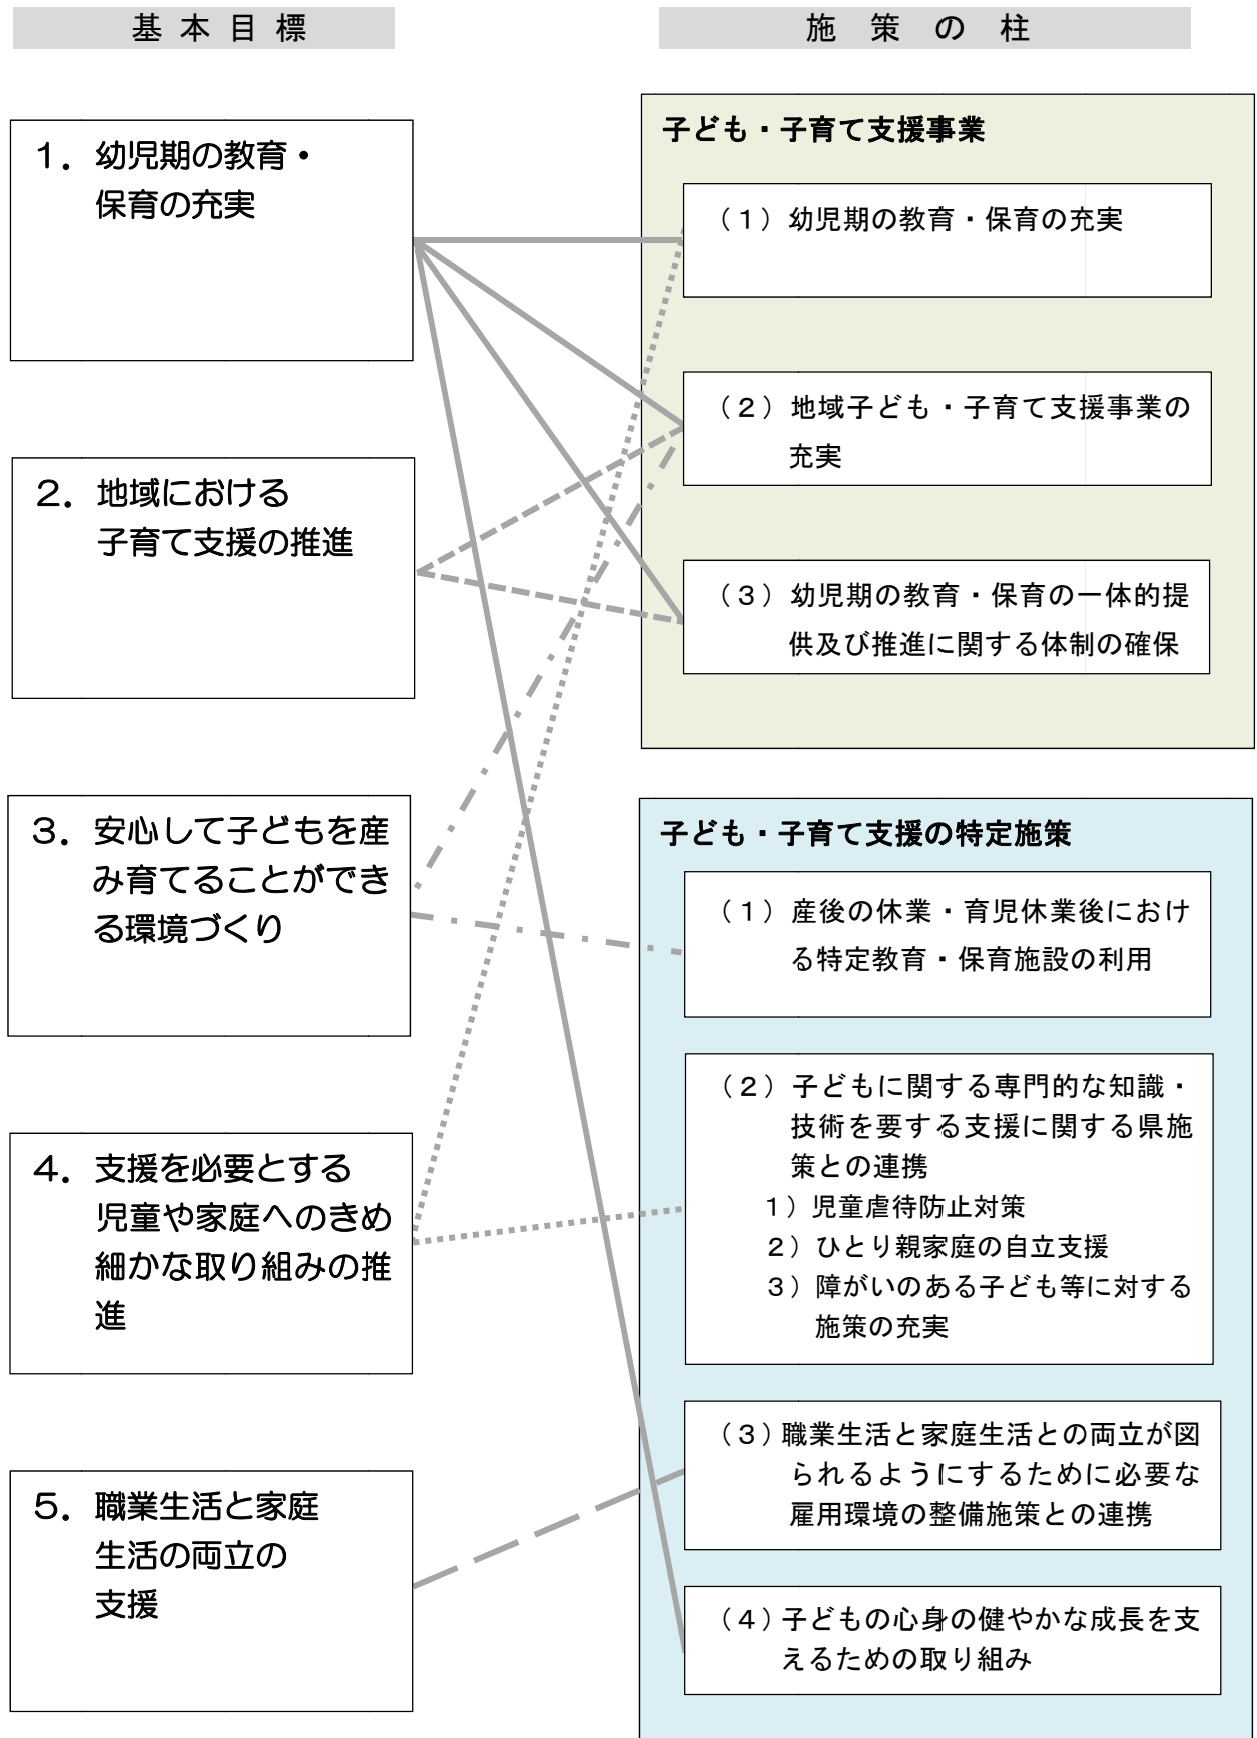 基本目標
施策の柱
1．幼児期の教育・
保育の充実
2．地域における
子育て支援の推進
3．安心して子どもを産
み育てることができ
る環境づくり
4．支援を必要とする
児童や家庭へのきめ
細かな取り組みの推
進
5．職業生活と家庭
生活の両立の
支援
子ども・子育て支援事業
（1）幼児期の教育・保育の充実
（2）地域子ども・子育て支援事業の
充実
（3）幼児期の教育・保育の一体的提
供及び推進に関する体制の確保
子ども・子育て支援の特定施策
（1）産後の休業・育児休業後におけ
る特定教育・保育施設の利用
（2）子どもに関する専門的な知識・
技術を要する支援に関する県施
策との連携
1）児童虐待防止対策
2）ひとり親家庭の自立支援
3）障がいのある子ども等に対する
施策の充実
（3）職業生活と家庭生活との両立が図
られるようにするために必要な
雇用環境の整備施策との連携
（4）子どもの心身の健やかな成長を支
えるための取り組み